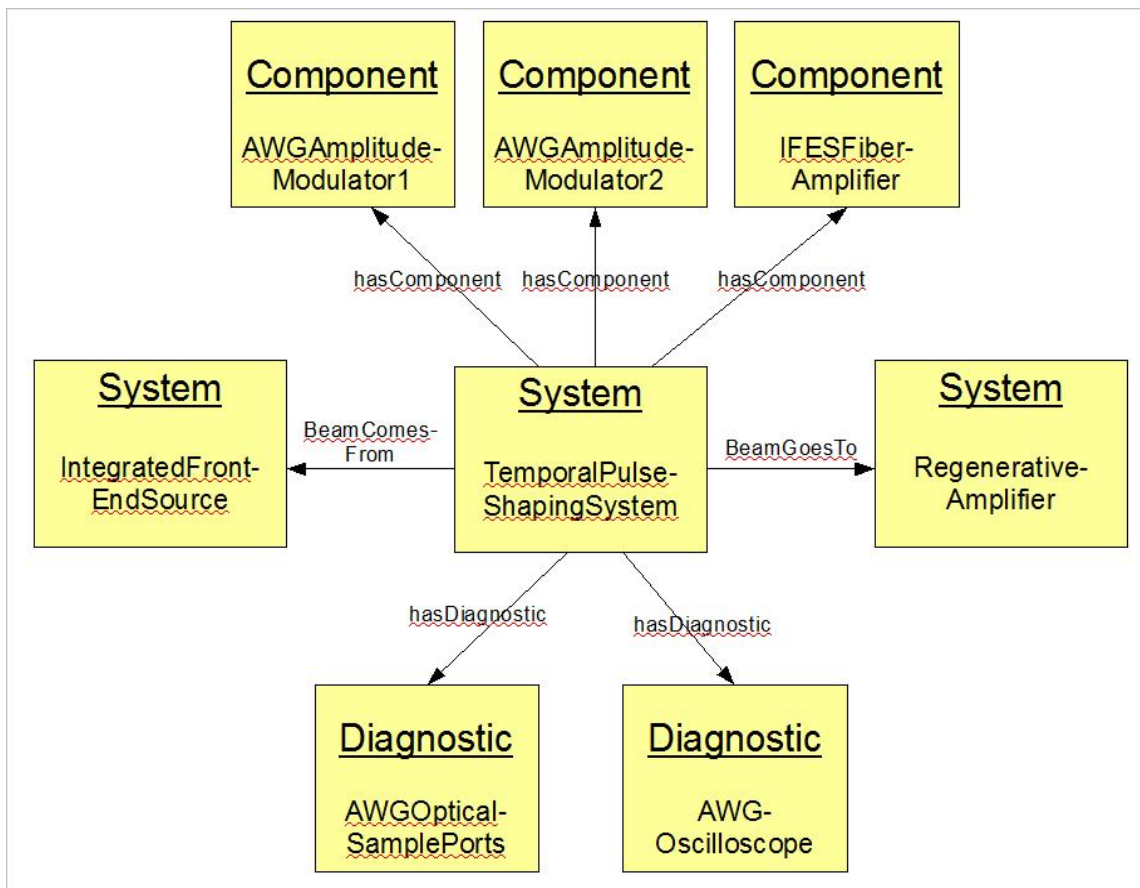 Component
AWGAmplitude-
Modulator1
Component
AWGAmplitude-
Modulator2
Component
IFESFiber-
Amplifier
hasComponent
hasComponent
hasComponent
System
IntegratedFront-
EndSource
BeamComes-
From
System
TemporalPulse-
ShapingSystem
BeamGoesTo
System
Regenerative-
Amplifier
hasDiagnostic
hasDiagnostic
Diagnostic
AWGOptical-
SamplePorts
Diagnostic
AWG-
Oscilloscope